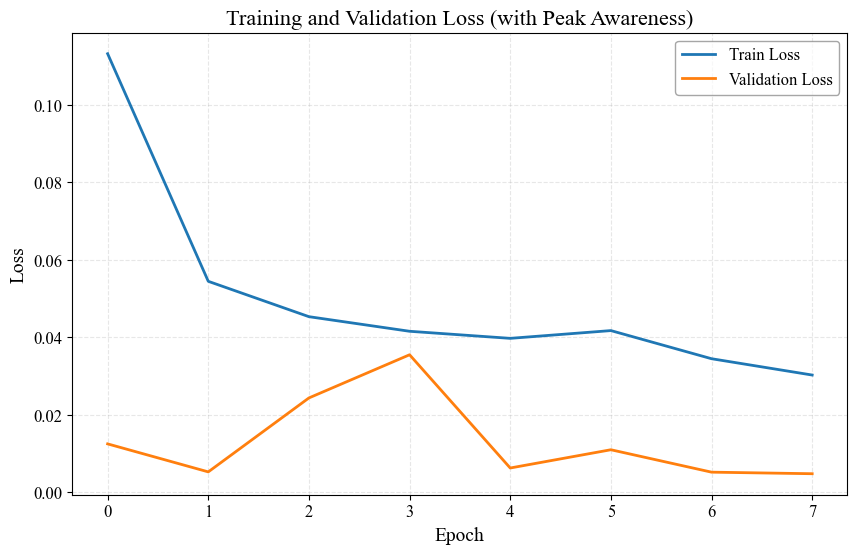 Training and Validation Loss (with Peak Awareness)
Train Loss
Validation Loss
Loss
0.10
0.08
0.06
0.04
0.02
0.00
0 1 2 3 4 5 6 7
Epoch